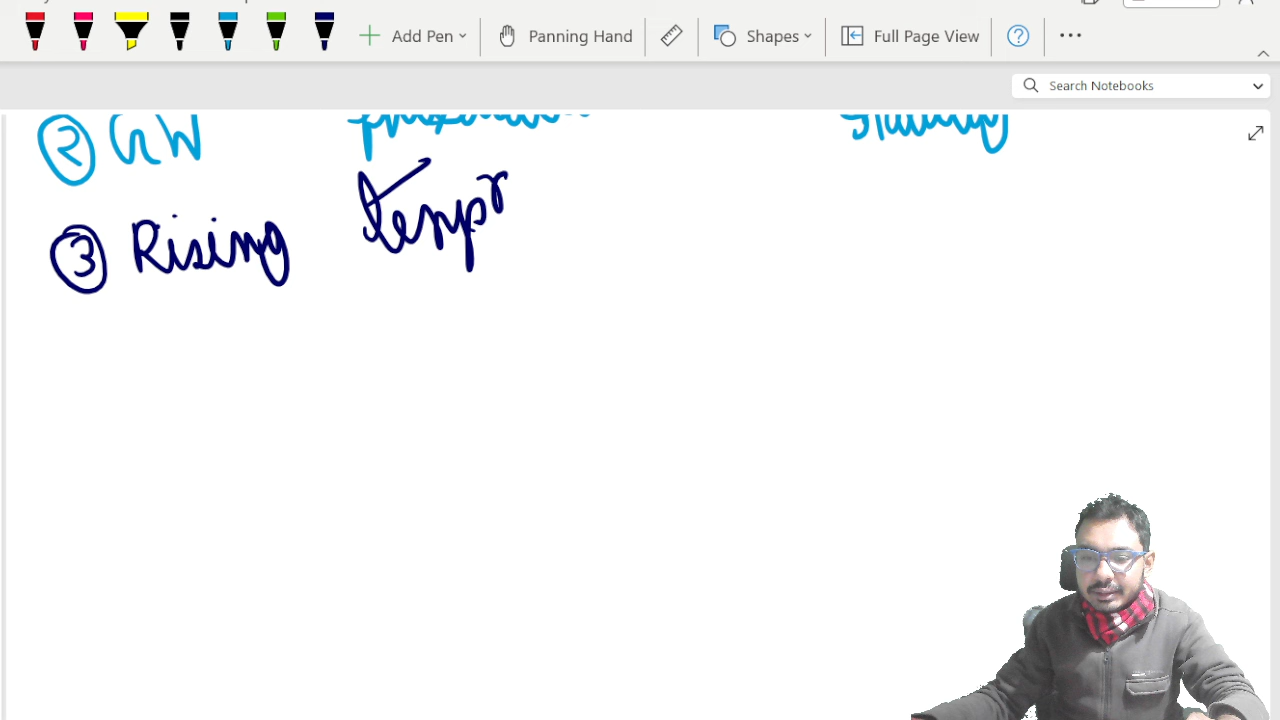 Add Pen Panning Hand Shapes Full Page View
Search Notebooks
② GW
③ Rising tempr